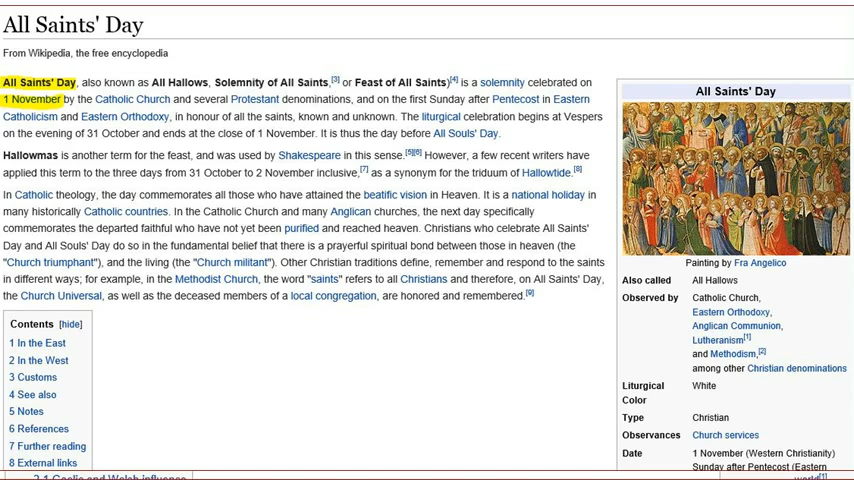 All Saints' Day
From Wikipedia, the free encyclopedia
All Saints' Day, also known as All Hallows, Solemnity of All Saints,[3] or Feast of All Saints)[4] is a solemnity celebrated on
1 November by the Catholic Church and several Protestant denominations, and on the first Sunday after Pentecost in Eastern
Catholicism and Eastern Orthodoxy, in honour of all the saints, known and unknown. The liturgical celebration begins at Vespers
on the evening of 31 October and ends at the close of 1 November. It is thus the day before All Souls' Day.
Hallowmas is another term for the feast, and was used by Shakespeare in this sense.[5][6] However, a few recent writers have
applied this term to the three days from 31 October to 2 November inclusive,[7] as a synonym for the triduum of Hallowtide.[8]
In Catholic theology, the day commemorates all those who have attained the beatific vision in Heaven. It is a national holiday in
many historically Catholic countries. In the Catholic Church and many Anglican churches, the next day specifically
commemorates the departed faithful who have not yet been purified and reached heaven. Christians who celebrate All Saints'
Day and All Souls' Day do so in the fundamental belief that there is a prayerful spiritual bond between those in heaven (the
"Church triumphant"), and the living (the "Church militant"). Other Christian traditions define, remember and respond to the saints
in different ways; for example, in the Methodist Church, the word "saints" refers to all Christians and therefore, on All Saints' Day,
the Church Universal, as well as the deceased members of a local congregation, are honored and remembered.[9]
Contents [hide]
1 In the East
2 In the West
3 Customs
4 See also
5 Notes
6 References
7 Further reading
8 External links
All Saints' Day
Painting by Fra Angelico
Also called All Hallows
Observed by Catholic Church,
Eastern Orthodoxy,
Anglican Communion,
Lutheranism[1]
and Methodism,[2]
among other Christian denominations
Liturgical White
Color
Type Christian
Observances Church services
Date 1 November (Western Christianity)
Sunday after Pentecost (Eastern
2.1 Gaelic and Welsh influence
world[1]